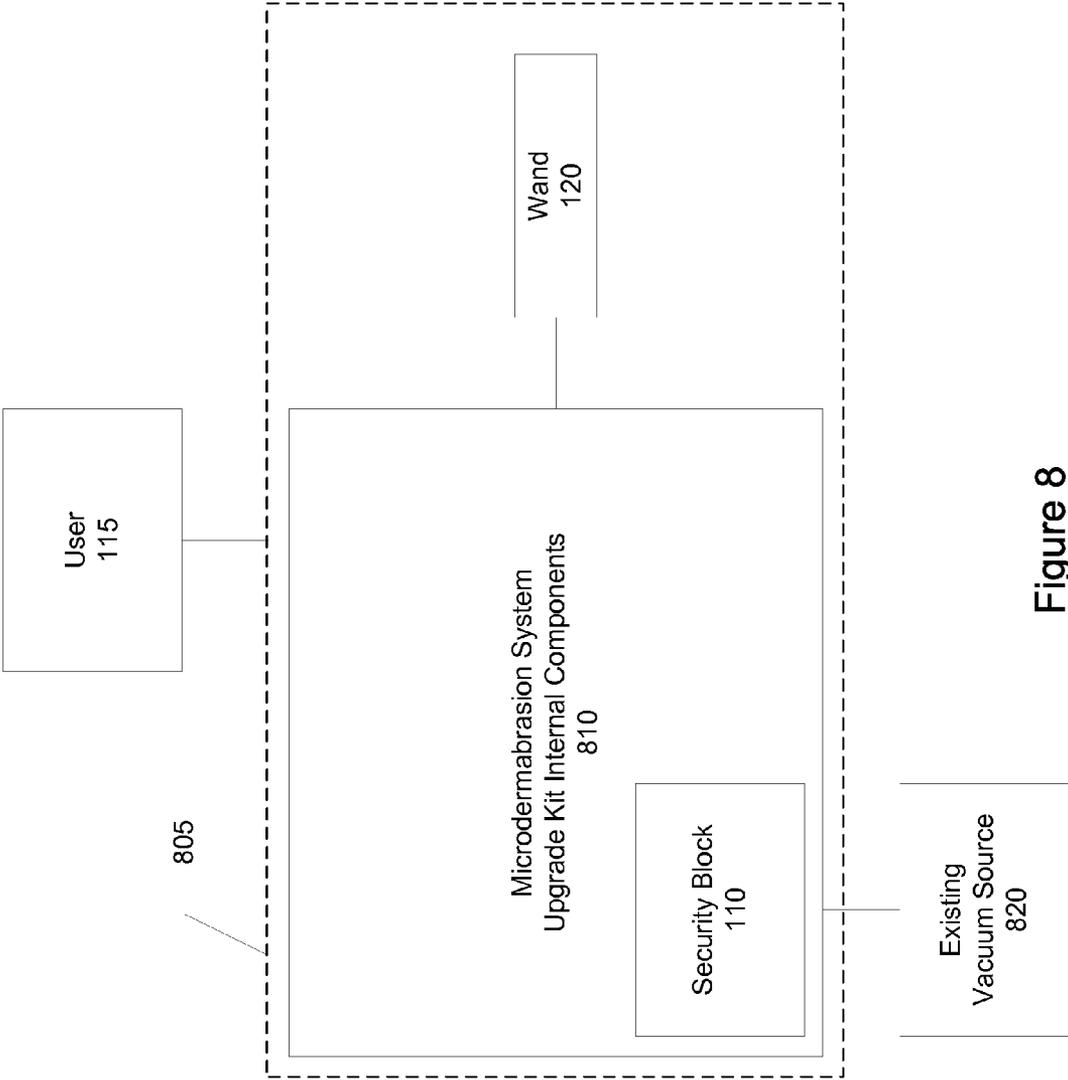 User
115
805
Microdermabrasion System
Upgrade Kit Internal Components
810
Wand
120
Security Block
110
Existing
Vacuum Source
820
Figure 8